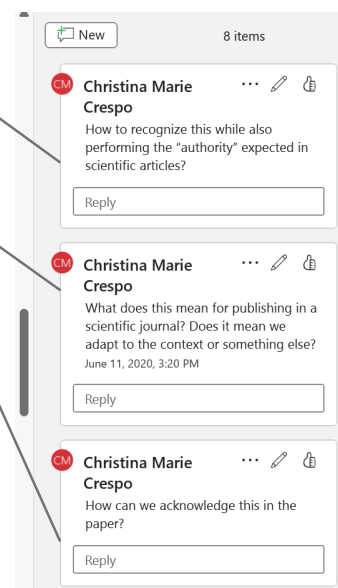 New
8 items
CM
Christina Marie
Crespo
How to recognize this while also
performing the “authority” expected in
scientific articles?
Reply
CM
Christina Marie
Crespo
What does this mean for publishing in a
scientific journal? Does it mean we
adapt to the context or something else?
June 11, 2020, 3:20 PM
Reply
CM
Christina Marie
Crespo
How can we acknowledge this in the
paper?
Reply